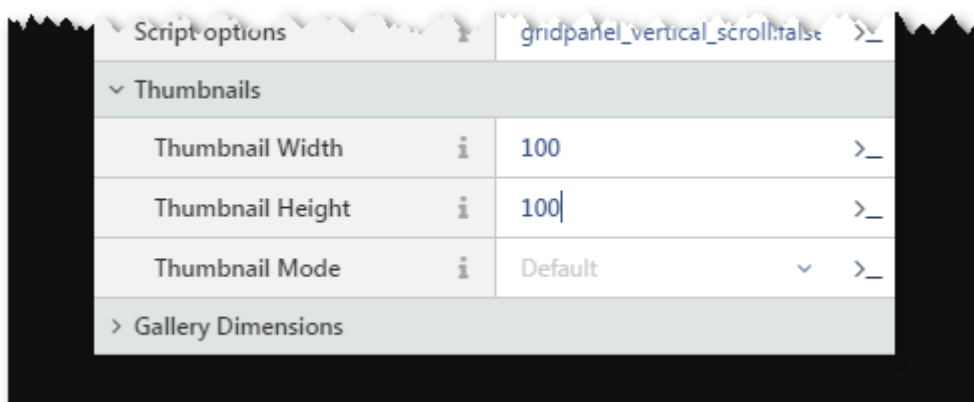 Script options gridpanel_vertical_scroll:false >_
Thumbnails
Thumbnail Width i 100 >_
Thumbnail Height i 100 >_
Thumbnail Mode i Default >_
Gallery Dimensions